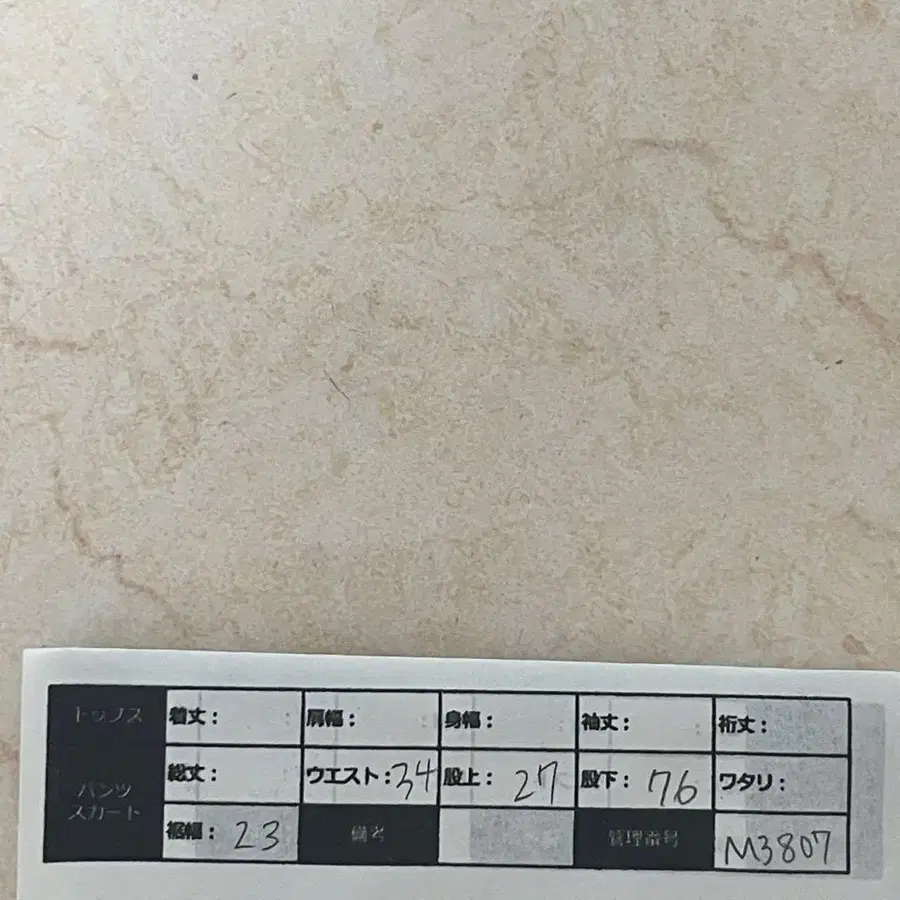 トップス 着丈： 肩幅： 身幅： 袖丈： 裄丈：
パンツ スカート 総丈： ウエスト：34 股上：27 股下：76 ワタリ：
裾幅：23 備考 管理番号 M3807